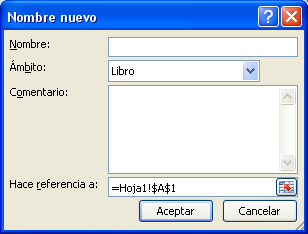 Nombre nuevo
Nombre:
Ámbito: Libro
Comentario:
Hace referencia a: =Hoja1!$A$1
Aceptar Cancelar